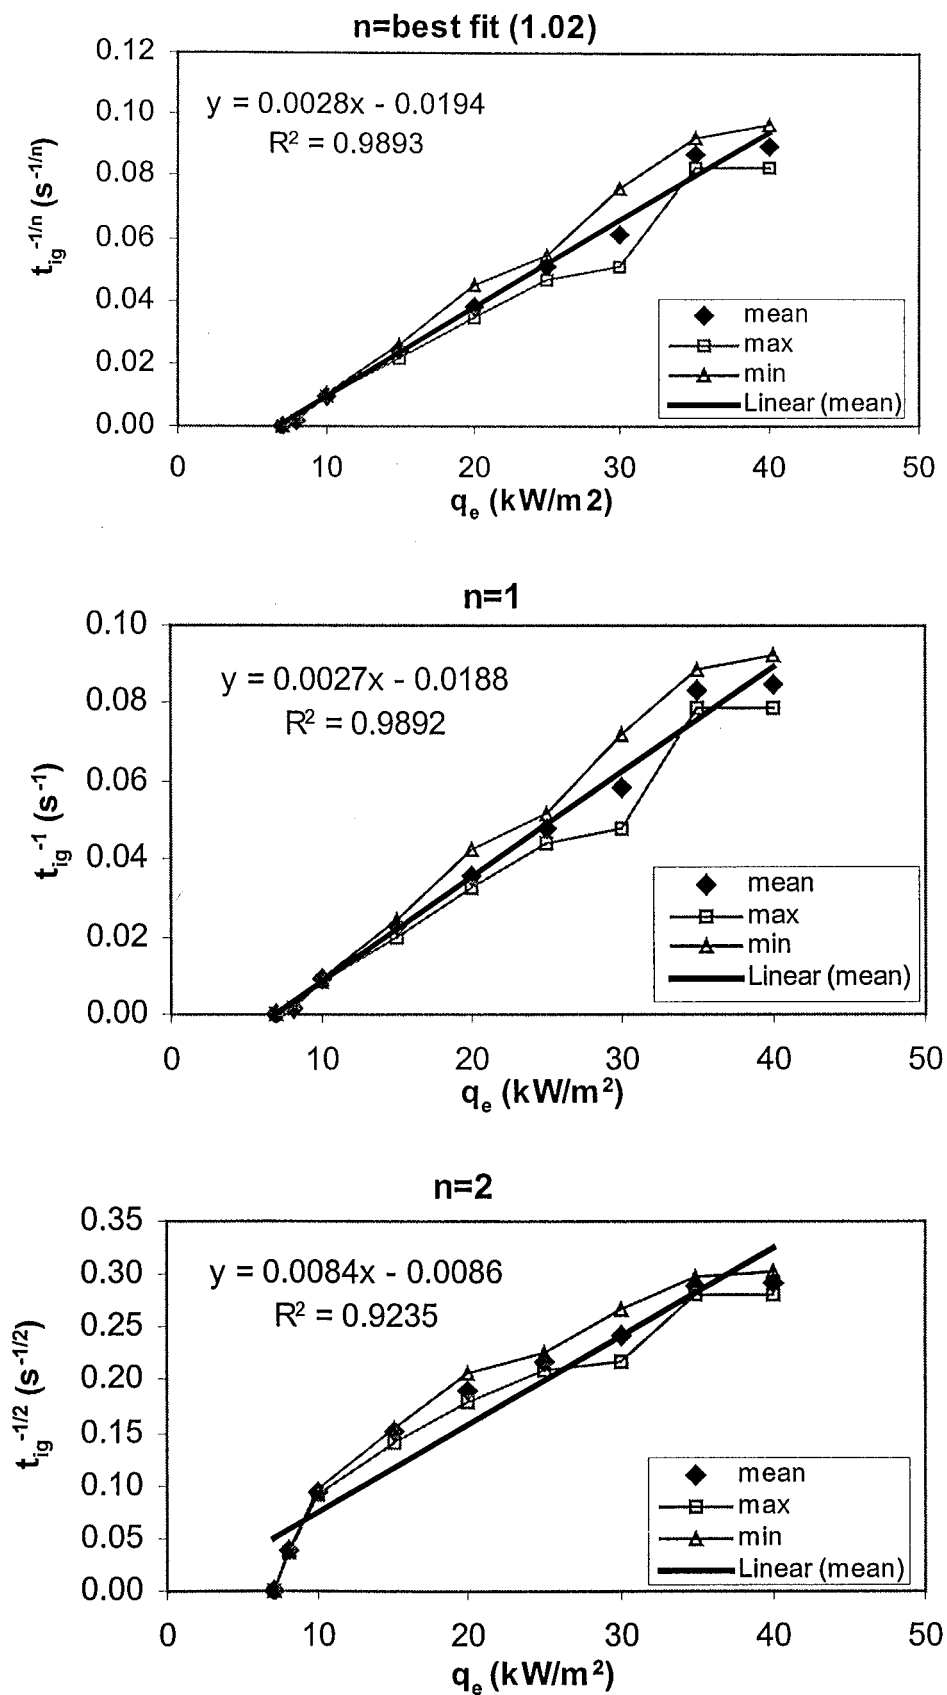 n=best fit (1.02)
0.12
0.10
0.08
0.06
0.04
0.02
0.00
y = 0.0028x - 0.0194
R² = 0.9893
t_ig^-1/n (s^-1/n)
mean
max
min
Linear (mean)
0 10 20 30 40 50
q_e (kW/m2)
n=1
0.10
0.08
0.06
0.04
0.02
0.00
y = 0.0027x - 0.0188
R² = 0.9892
t_ig^-1 (s^-1)
mean
max
min
Linear (mean)
0 10 20 30 40 50
q_e (kW/m²)
n=2
0.35
0.30
0.25
0.20
0.15
0.10
0.05
0.00
y = 0.0084x - 0.0086
R² = 0.9235
t_ig^-1/2 (s^-1/2)
mean
max
min
Linear (mean)
0 10 20 30 40 50
q_e (kW/m²)